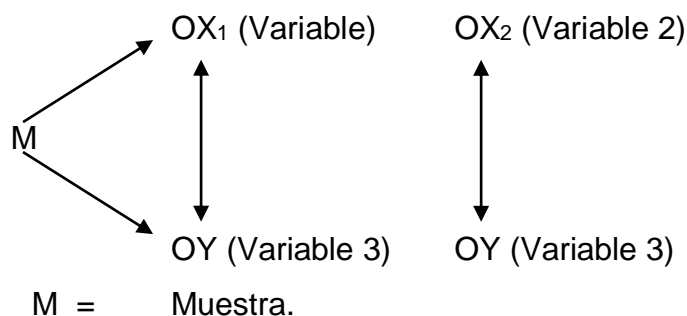 OX₁ (Variable) OX₂ (Variable 2)
M
OY (Variable 3) OY (Variable 3)
M = Muestra.